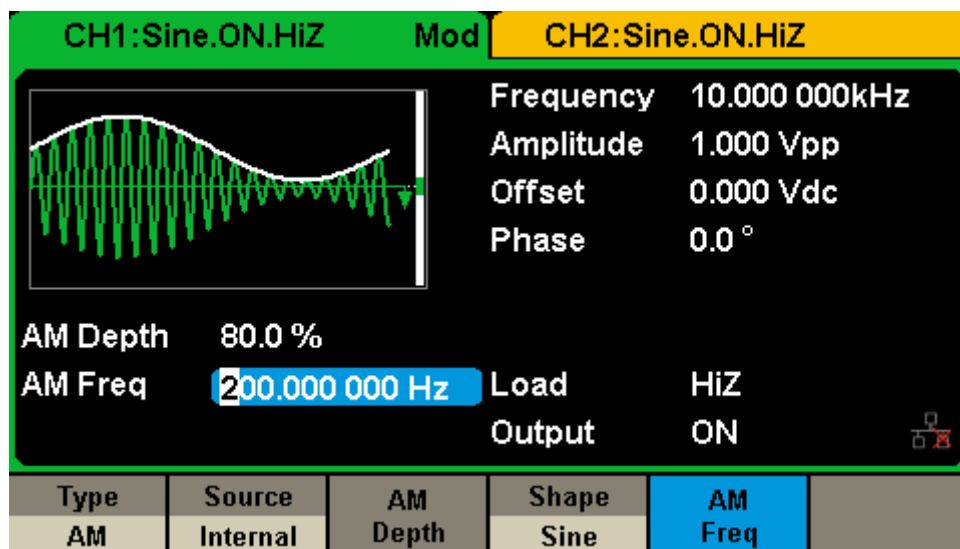 CH1:Sine.ON.HiZ Mod CH2:Sine.ON.HiZ
Frequency 10.000 000kHz
Amplitude 1.000 Vpp
Offset 0.000 Vdc
Phase 0.0 °
AM Depth 80.0 %
AM Freq 200.000 000 Hz Load HiZ
Output ON
Type Source AM Shape AM
AM Internal Depth Sine Freq